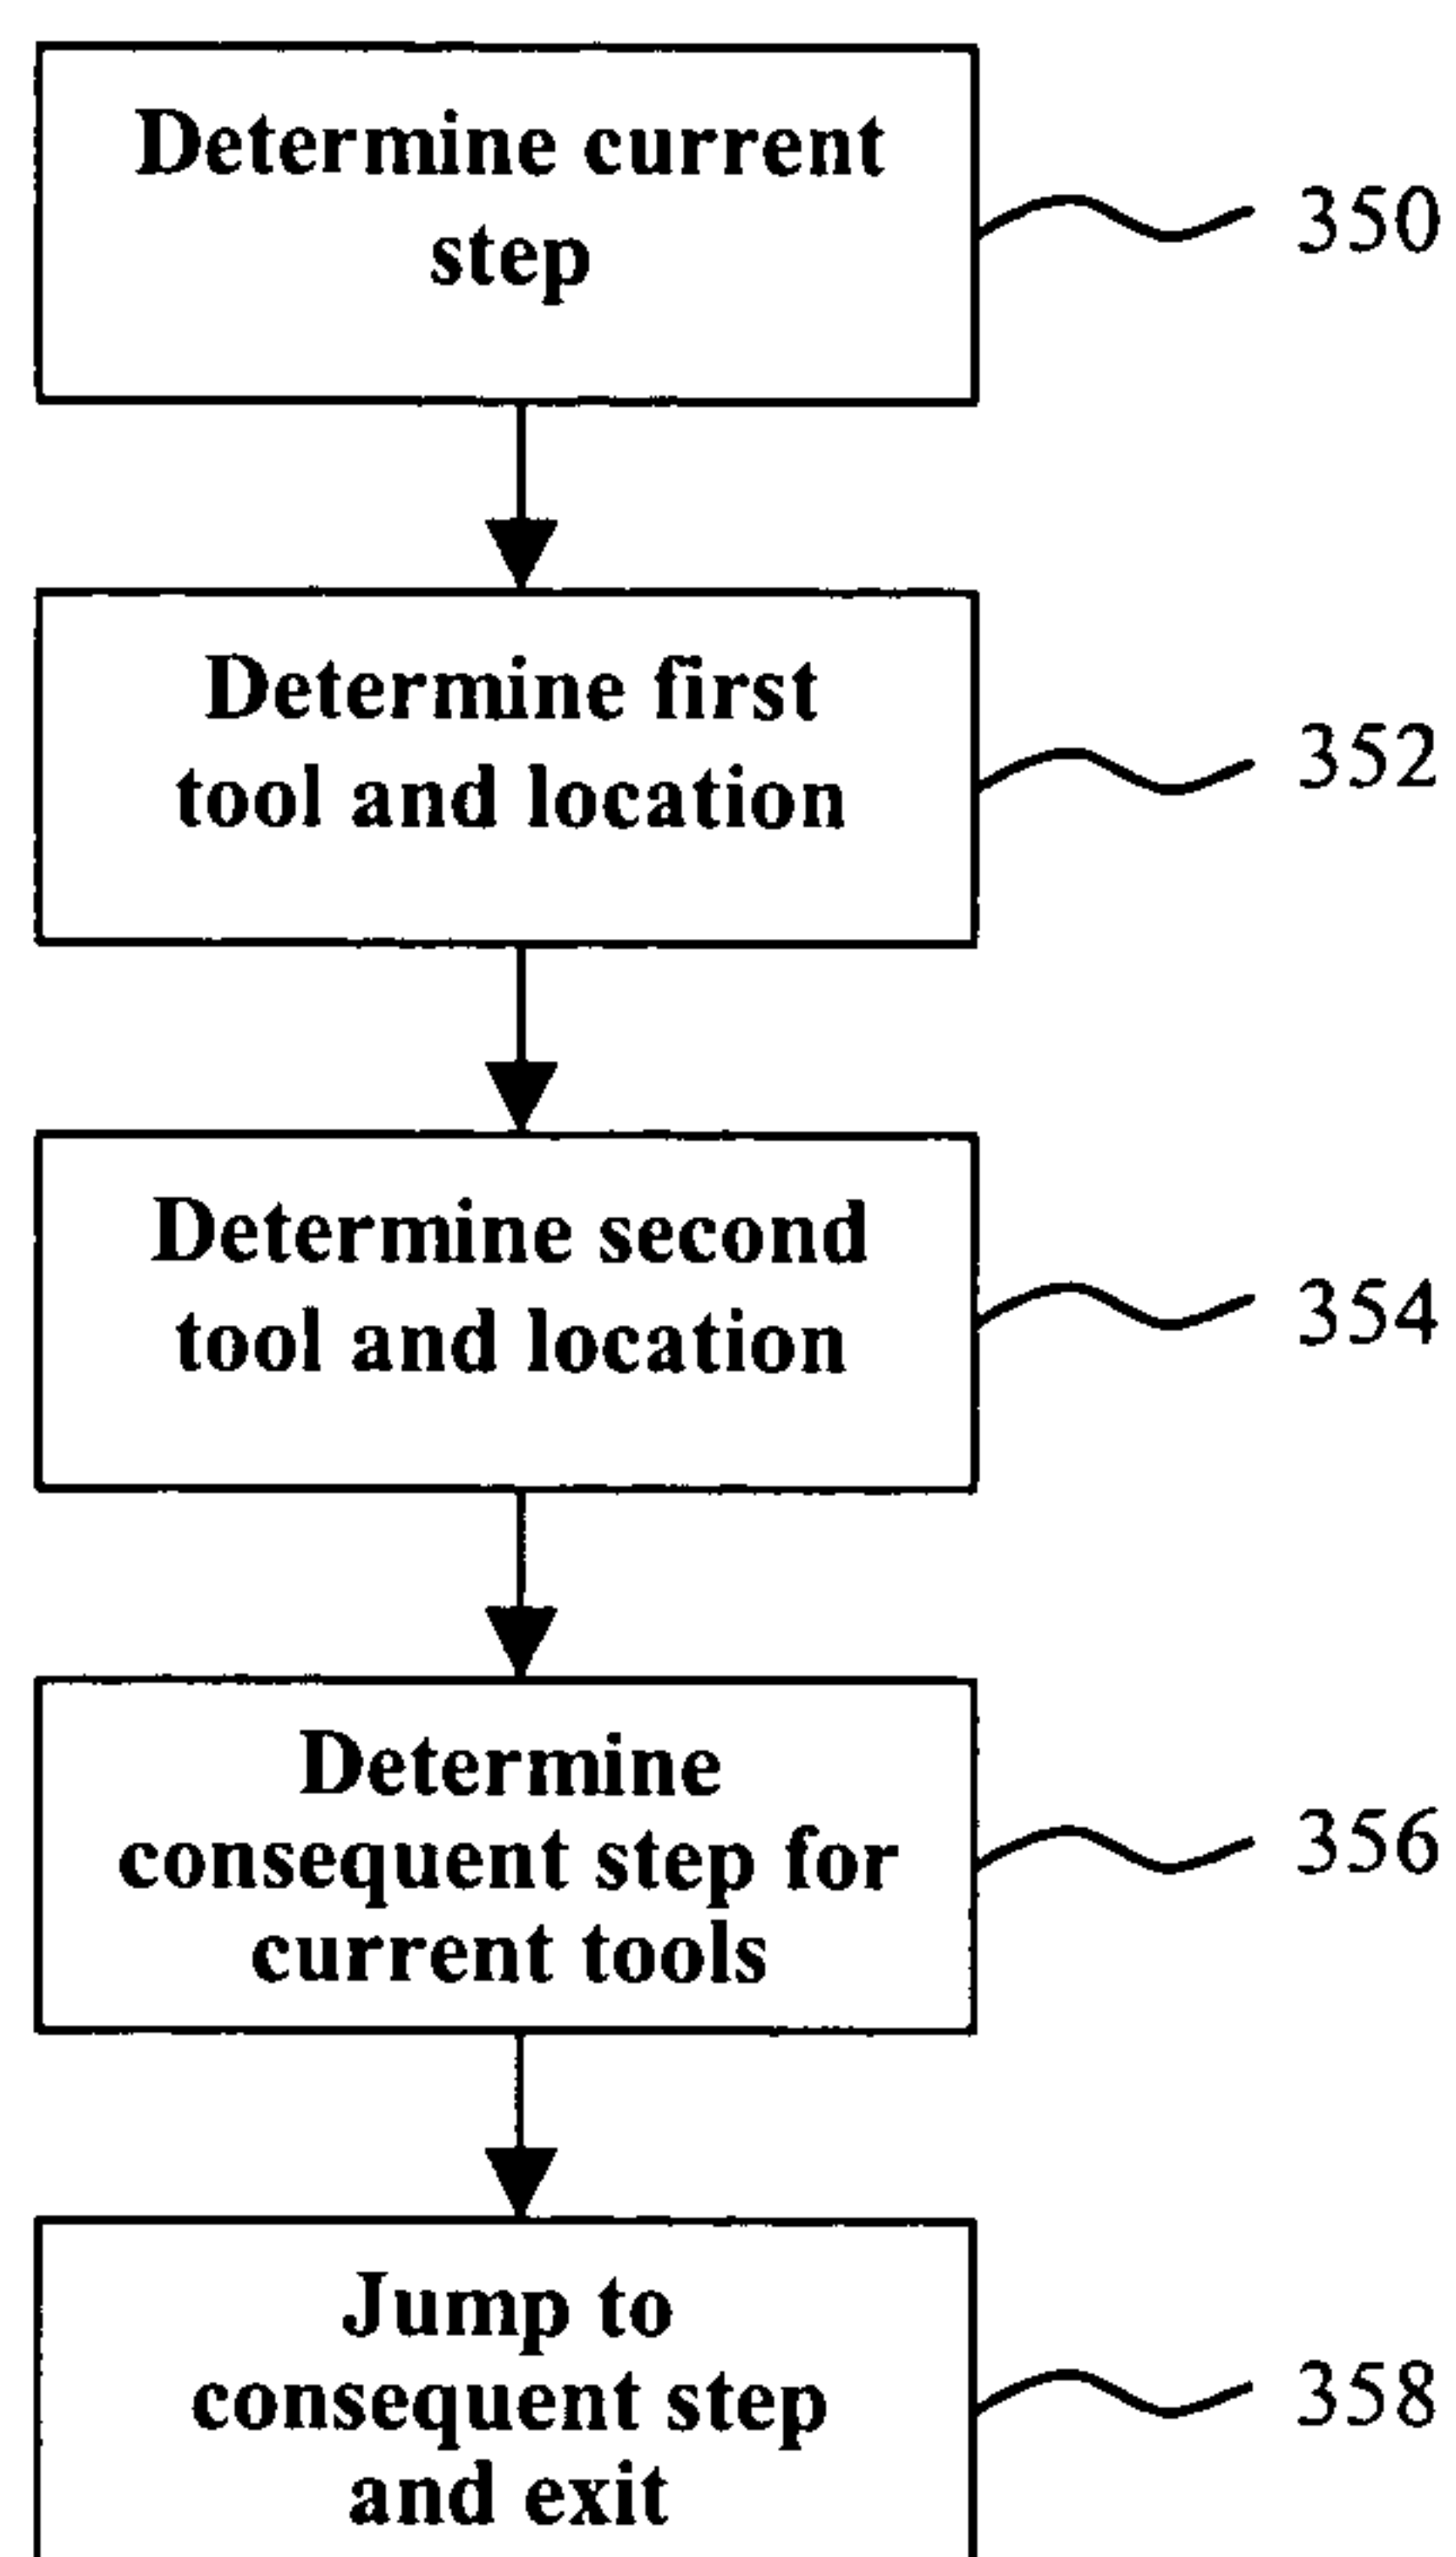 Determine current
step
350
Determine first
tool and location
352
Determine second
tool and location
354
Determine
consequent step for
current tools
356
Jump to
consequent step
and exit
358